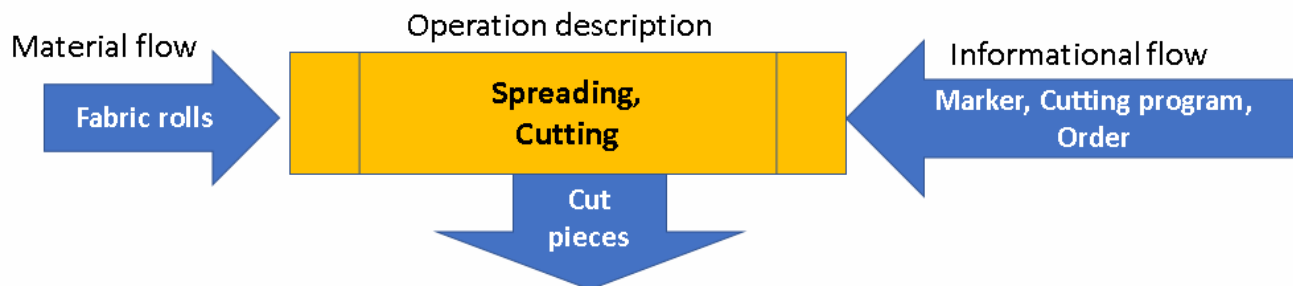 Operation description
Material flow
Informational flow
Fabric rolls
Spreading,
Cutting
Marker, Cutting program,
Order
Cut
pieces